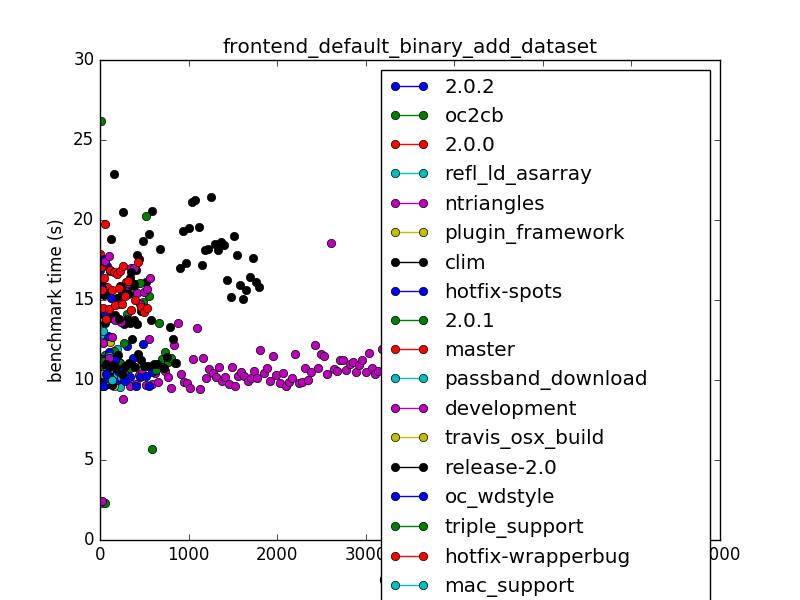 frontend_default_binary_add_dataset
benchmark time (s)
30
25
20
15
10
5
0
0
1000
2000
2.0.2
oc2cb
2.0.0
refl_ld_asarray
ntriangles
plugin_framework
clim
hotfix-spots
2.0.1
master
passband_download
development
travis_osx_build
release-2.0
oc_wdstyle
triple_support
hotfix-wrapperbug
mac_support